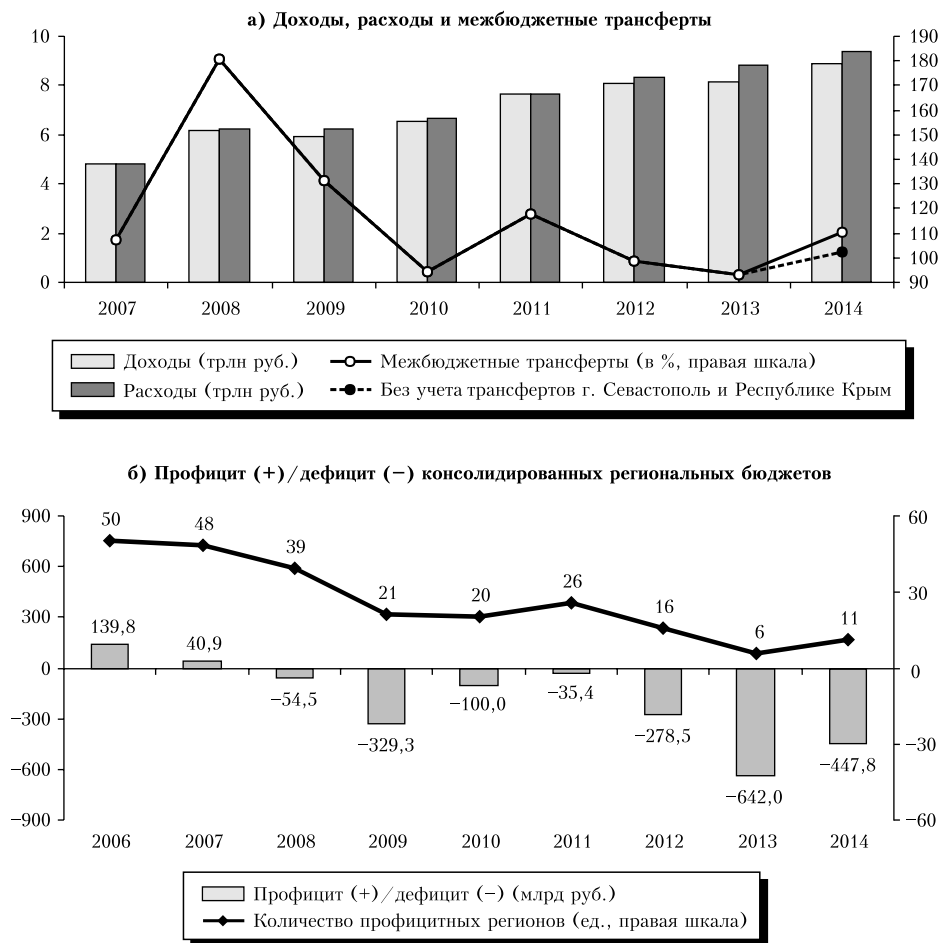 а) Доходы, расходы и межбюджетные трансферты
10 190
180
8 170
160
6 150
140
4 130
120
2 110
100
0 90
2007 2008 2009 2010 2011 2012 2013 2014
Доходы (трлн руб.) Межбюджетные трансферты (в %, правая шкала)
Расходы (трлн руб.) Без учета трансфертов г. Севастополь и Республике Крым
б) Профицит (+)/дефицит (−) консолидированных региональных бюджетов
900 60
50 48 39 21 20 26 16 6 11
600
300 30
139,8 40,9
0 0
−54,5 −329,3 −100,0 −35,4 −278,5 −642,0 −447,8
−300 −30
−600
−900 −60
2006 2007 2008 2009 2010 2011 2012 2013 2014
Профицит (+)/дефицит (−) (млрд руб.)
Количество профицитных регионов (ед., правая шкала)